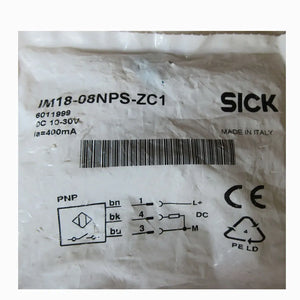 IM18-08NPS-ZC1
SICK
6011999
DC 10-30V
Ia=400mA
MADE IN ITALY
CE
PNP
bn 1 L+
bk 4 DC
bu 3 M
4
PE LD